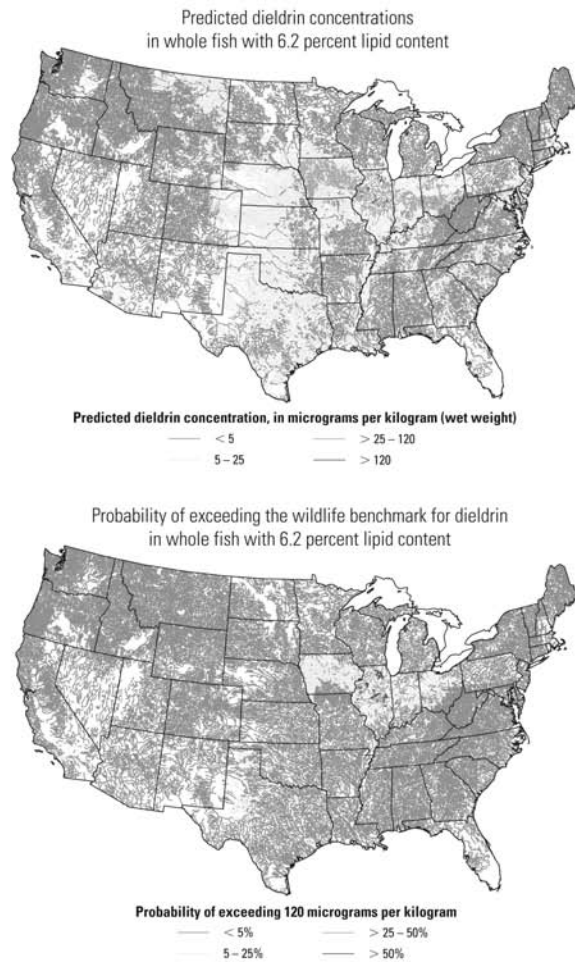 Predicted dieldrin concentrations
in whole fish with 6.2 percent lipid content
Predicted dieldrin concentration, in micrograms per kilogram (wet weight)
< 5
> 25 – 120
5 – 25
> 120
Probability of exceeding the wildlife benchmark for dieldrin
in whole fish with 6.2 percent lipid content
Probability of exceeding 120 micrograms per kilogram
< 5%
> 25 – 50%
5 – 25%
> 50%